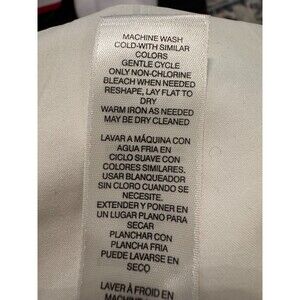 MACHINE WASH
COLD-WITH SIMILAR
COLORS
GENTLE CYCLE
ONLY NON-CHLORINE
BLEACH WHEN NEEDED
RESHAPE, LAY FLAT TO
DRY
WARM IRON AS NEEDED
MAY BE DRY CLEANED
LAVAR A MÁQUINA CON
AGUA FRIA EN
CICLO SUAVE CON
COLORES SIMILARES.
USAR BLANQUEADOR
SIN CLORO CUANDO SE
NECESITE.
EXTENDER Y PONER EN
UN LUGAR PLANO PARA
SECAR
PLANCHAR CON
PLANCHA FRIA
PUEDE LAVARSE EN
SECO
LAVER À FROID EN